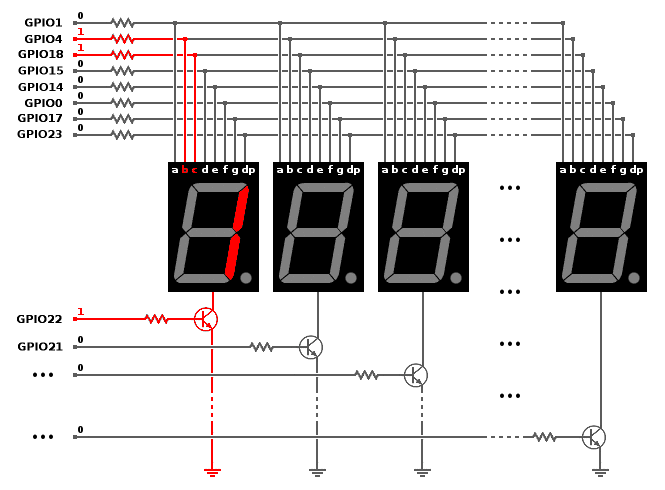 GPIO1 0
GPIO4 1
GPIO18 1
GPIO15 0
GPIO14 0
GPIO0 0
GPIO17 0
GPIO23 0
a b c d e f g dp a b c d e f g dp a b c d e f g dp a b c d e f g dp
GPIO22 1
GPIO21 0
... 0
... 0